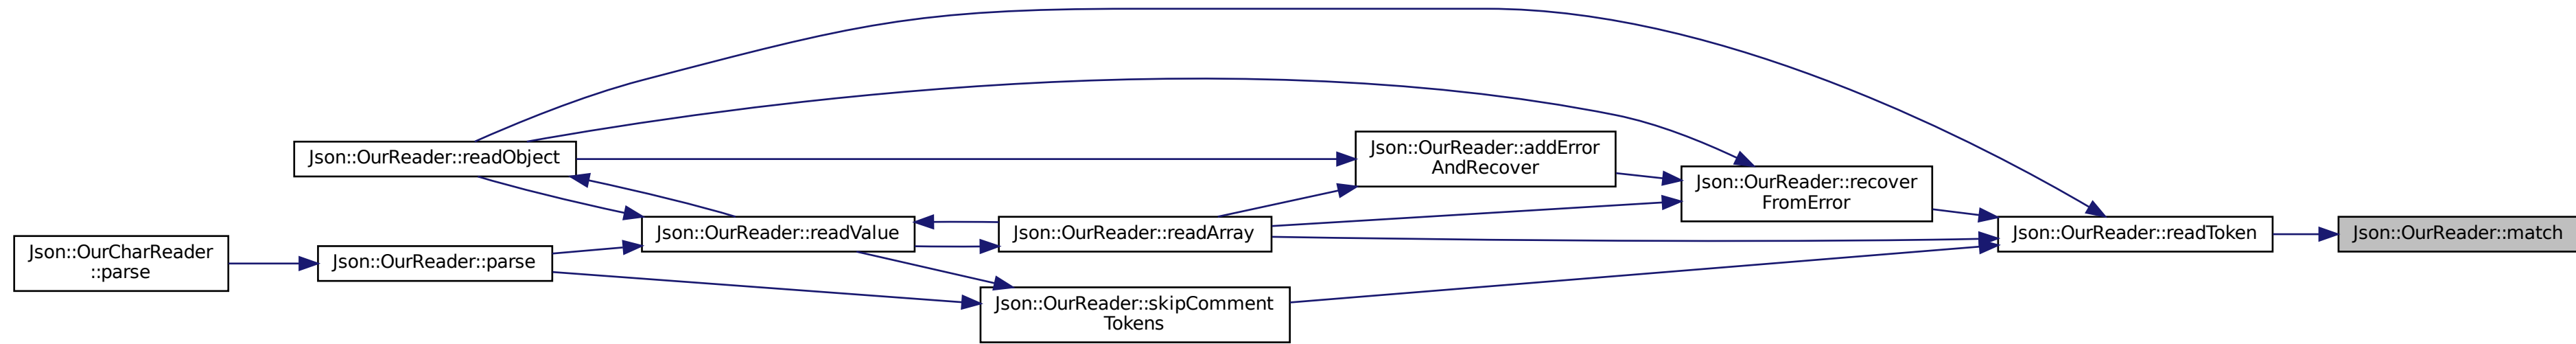 Json::OurCharReader
::parse
Json::OurReader::readObject
Json::OurReader::parse
Json::OurReader::readValue
Json::OurReader::readArray
Json::OurReader::skipComment
Tokens
Json::OurReader::addError
AndRecover
Json::OurReader::recover
FromError
Json::OurReader::readToken
Json::OurReader::match